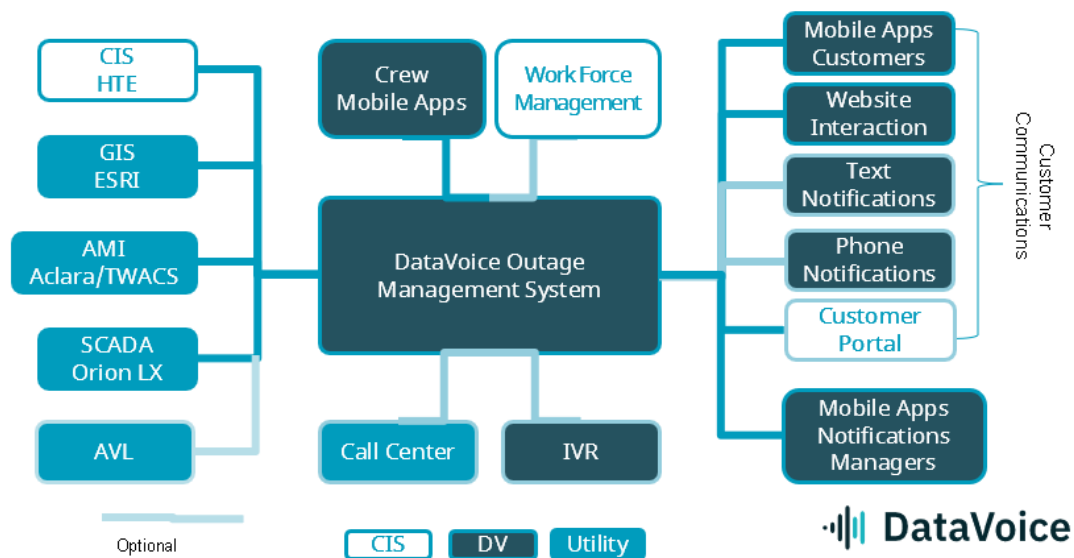 CIS
HTE
GIS
ESRI
AMI
Aclara/TWACS
SCADA
Orion LX
AVL
Crew
Mobile Apps
Work Force
Management
DataVoice Outage
Management System
Call Center
IVR
Mobile Apps
Customers
Website
Interaction
Text
Notifications
Phone
Notifications
Customer
Portal
Mobile Apps
Notifications
Managers
Customer
Communications
Optional
CIS
DV
Utility
DataVoice